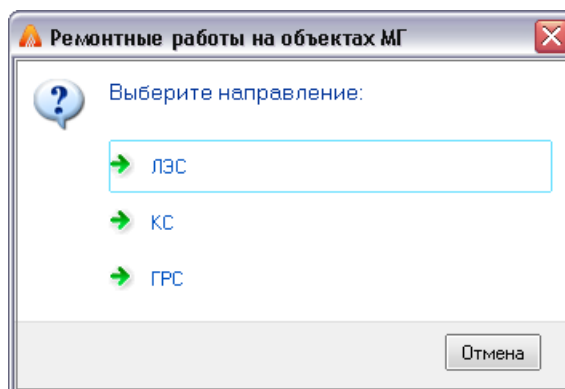 Ремонтные работы на объектах МГ
Выберите направление:
ЛЭС
КС
ГРС
Отмена